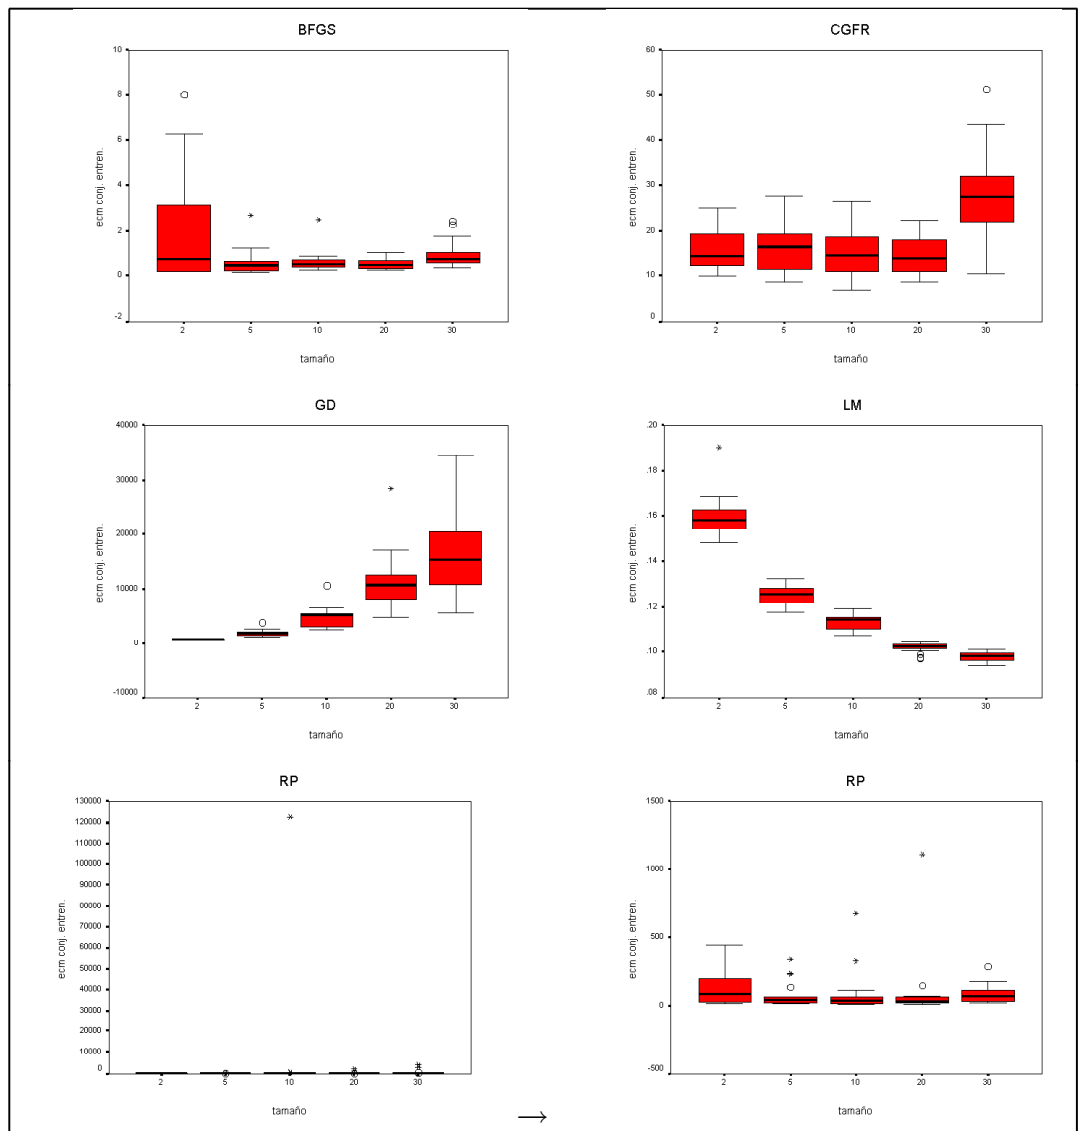 BFGS
10
8
6
4
2
0
-2
ecm conj. entren.
2 5 10 20 30
tamaño
CGFR
60
50
40
30
20
10
0
ecm conj. entren.
2 5 10 20 30
tamaño
GD
40000
30000
20000
10000
0
-10000
ecm conj. entren.
2 5 10 20 30
tamaño
LM
.20
.18
.16
.14
.12
.10
.08
ecm conj. entren.
2 5 10 20 30
tamaño
RP
130000
120000
110000
100000
90000
80000
70000
60000
50000
40000
30000
20000
10000
0
ecm conj. entren.
2 5 10 20 30
tamaño
→
RP
1500
1000
500
0
-500
ecm conj. entren.
2 5 10 20 30
tamaño